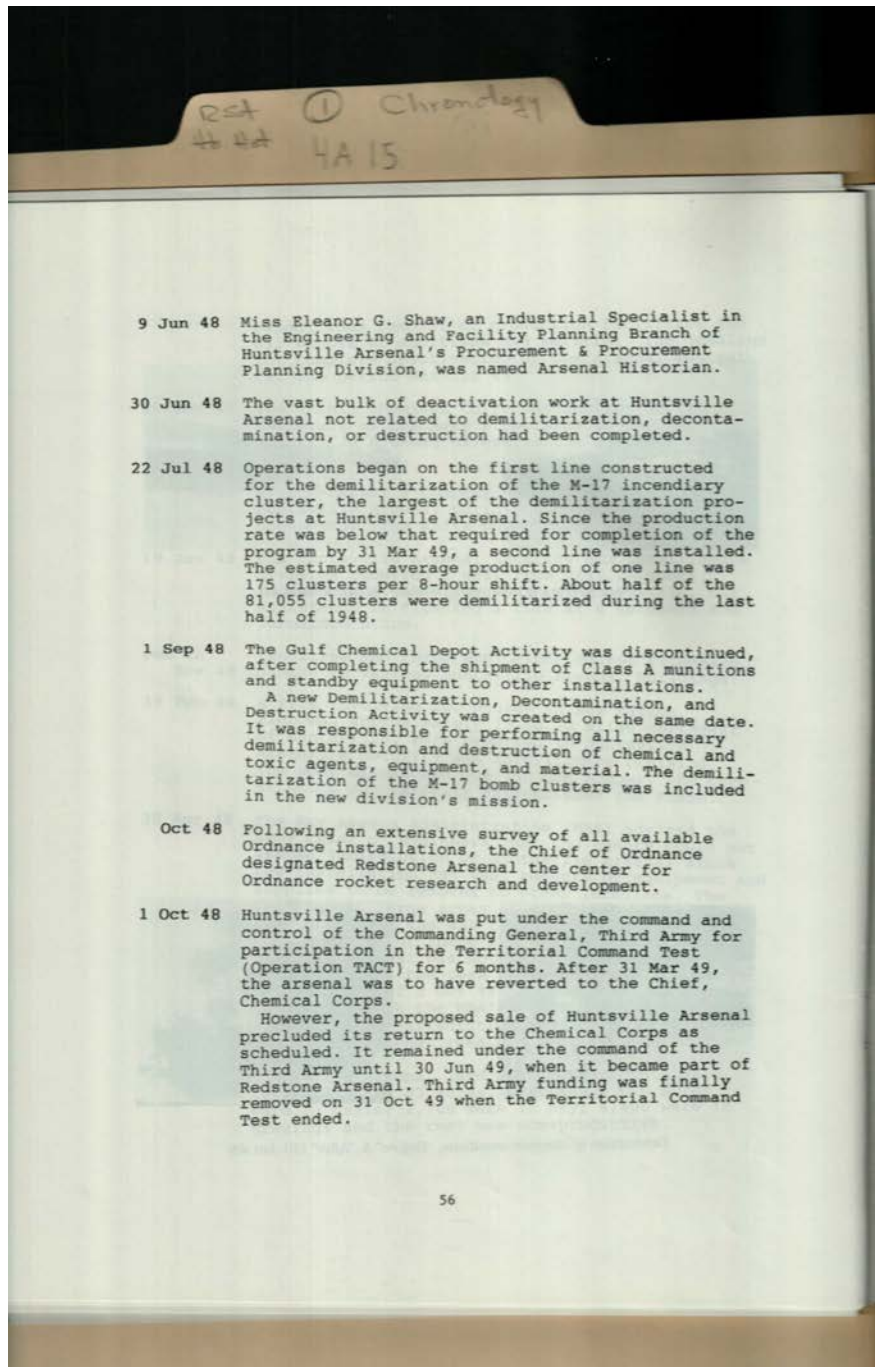 RSA ① Chronology
4A 15
9 Jun 48 Miss Eleanor G. Shaw, an Industrial Specialist in
the Engineering and Facility Planning Branch of
Huntsville Arsenal's Procurement & Procurement
Planning Division, was named Arsenal Historian.
30 Jun 48 The vast bulk of deactivation work at Huntsville
Arsenal not related to demilitarization, deconta-
mination, or destruction had been completed.
22 Jul 48 Operations began on the first line constructed
for the demilitarization of the M-17 incendiary
cluster, the largest of the demilitarization pro-
jects at Huntsville Arsenal. Since the production
rate was below that required for completion of the
program by 31 Mar 49, a second line was installed.
The estimated average production of one line was
175 clusters per 8-hour shift. About half of the
81,055 clusters were demilitarized during the last
half of 1948.
1 Sep 48 The Gulf Chemical Depot Activity was discontinued,
after completing the shipment of Class A munitions
and standby equipment to other installations.
A new Demilitarization, Decontamination, and
Destruction Activity was created on the same date.
It was responsible for performing all necessary
demilitarization and destruction of chemical and
toxic agents, equipment, and material. The demili-
tarization of the M-17 bomb clusters was included
in the new division's mission.
Oct 48 Following an extensive survey of all available
Ordnance installations, the Chief of Ordnance
designated Redstone Arsenal the center for
Ordnance rocket research and development.
1 Oct 48 Huntsville Arsenal was put under the command and
control of the Commanding General, Third Army for
participation in the Territorial Command Test
(Operation TACT) for 6 months. After 31 Mar 49,
the arsenal was to have reverted to the Chief,
Chemical Corps.
However, the proposed sale of Huntsville Arsenal
precluded its return to the Chemical Corps as
scheduled. It remained under the command of the
Third Army until 30 Jun 49, when it became part of
Redstone Arsenal. Third Army funding was finally
removed on 31 Oct 49 when the Territorial Command
Test ended.
56